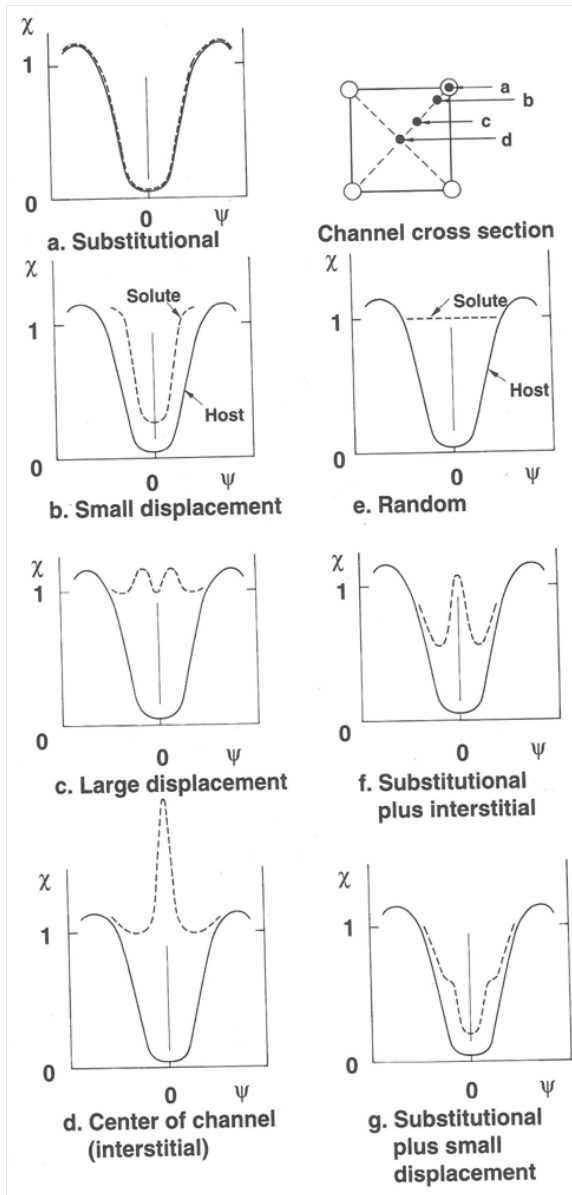 χ
1
0
0
ψ
a. Substitutional
a
b
c
d
Channel cross section
χ
1
Solute
Host
0
0
ψ
b. Small displacement
χ
1
Solute
Host
0
0
ψ
e. Random
χ
1
0
0
ψ
c. Large displacement
χ
1
0
0
ψ
f. Substitutional
plus interstitial
χ
1
0
0
ψ
d. Center of channel
(interstitial)
χ
1
0
0
ψ
g. Substitutional
plus small
displacement